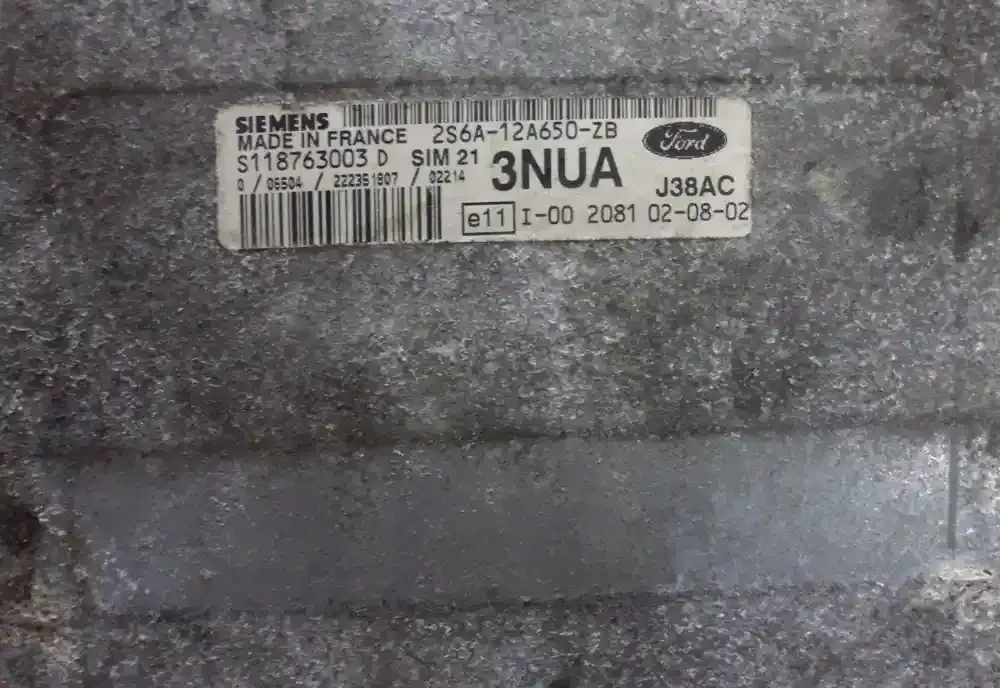 SIEMENS
MADE IN FRANCE 2S6A-12A650-ZB
Ford
S118763003 D SIM 21 3NUA J38AC
0 / 06504 / 222351807 / 02214
e11 I-00 2081 02-08-02